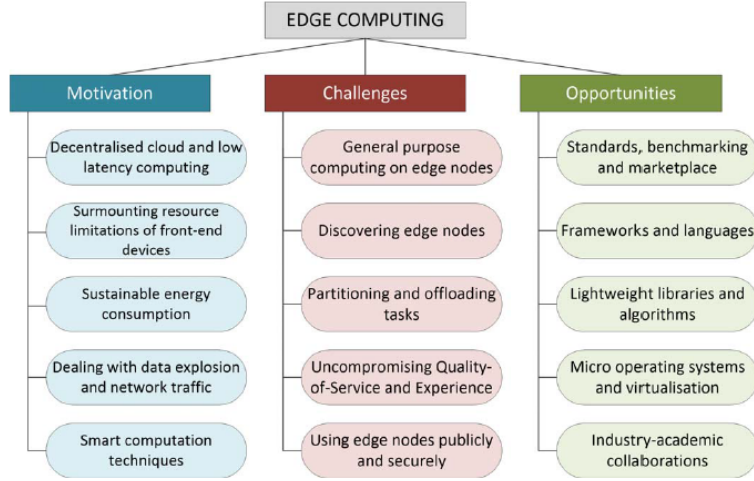 EDGE COMPUTING
Motivation
Decentralised cloud and low
latency computing
Surmounting resource
limitations of front-end
devices
Sustainable energy
consumption
Dealing with data explosion
and network traffic
Smart computation
techniques
Challenges
General purpose
computing on edge nodes
Discovering edge nodes
Partitioning and offloading
tasks
Uncompromising Quality-
of-Service and Experience
Using edge nodes publicly
and securely
Opportunities
Standards, benchmarking
and marketplace
Frameworks and languages
Lightweight libraries and
algorithms
Micro operating systems
and virtualisation
Industry-academic
collaborations